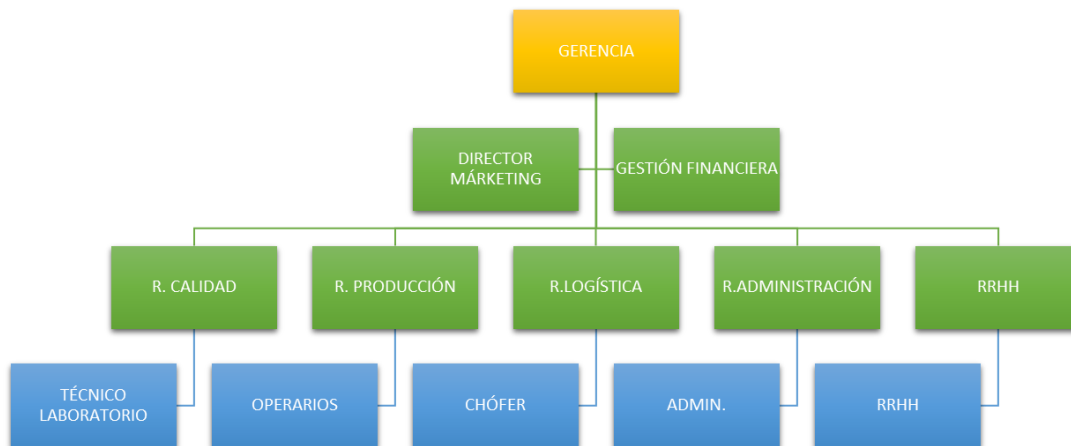 GERENCIA
DIRECTOR
MÁRKETING
GESTIÓN FINANCIERA
R. CALIDAD
R. PRODUCCIÓN
R.LOGÍSTICA
R.ADMINISTRACIÓN
RRHH
TÉCNICO
LABORATORIO
OPERARIOS
CHÓFER
ADMIN.
RRHH